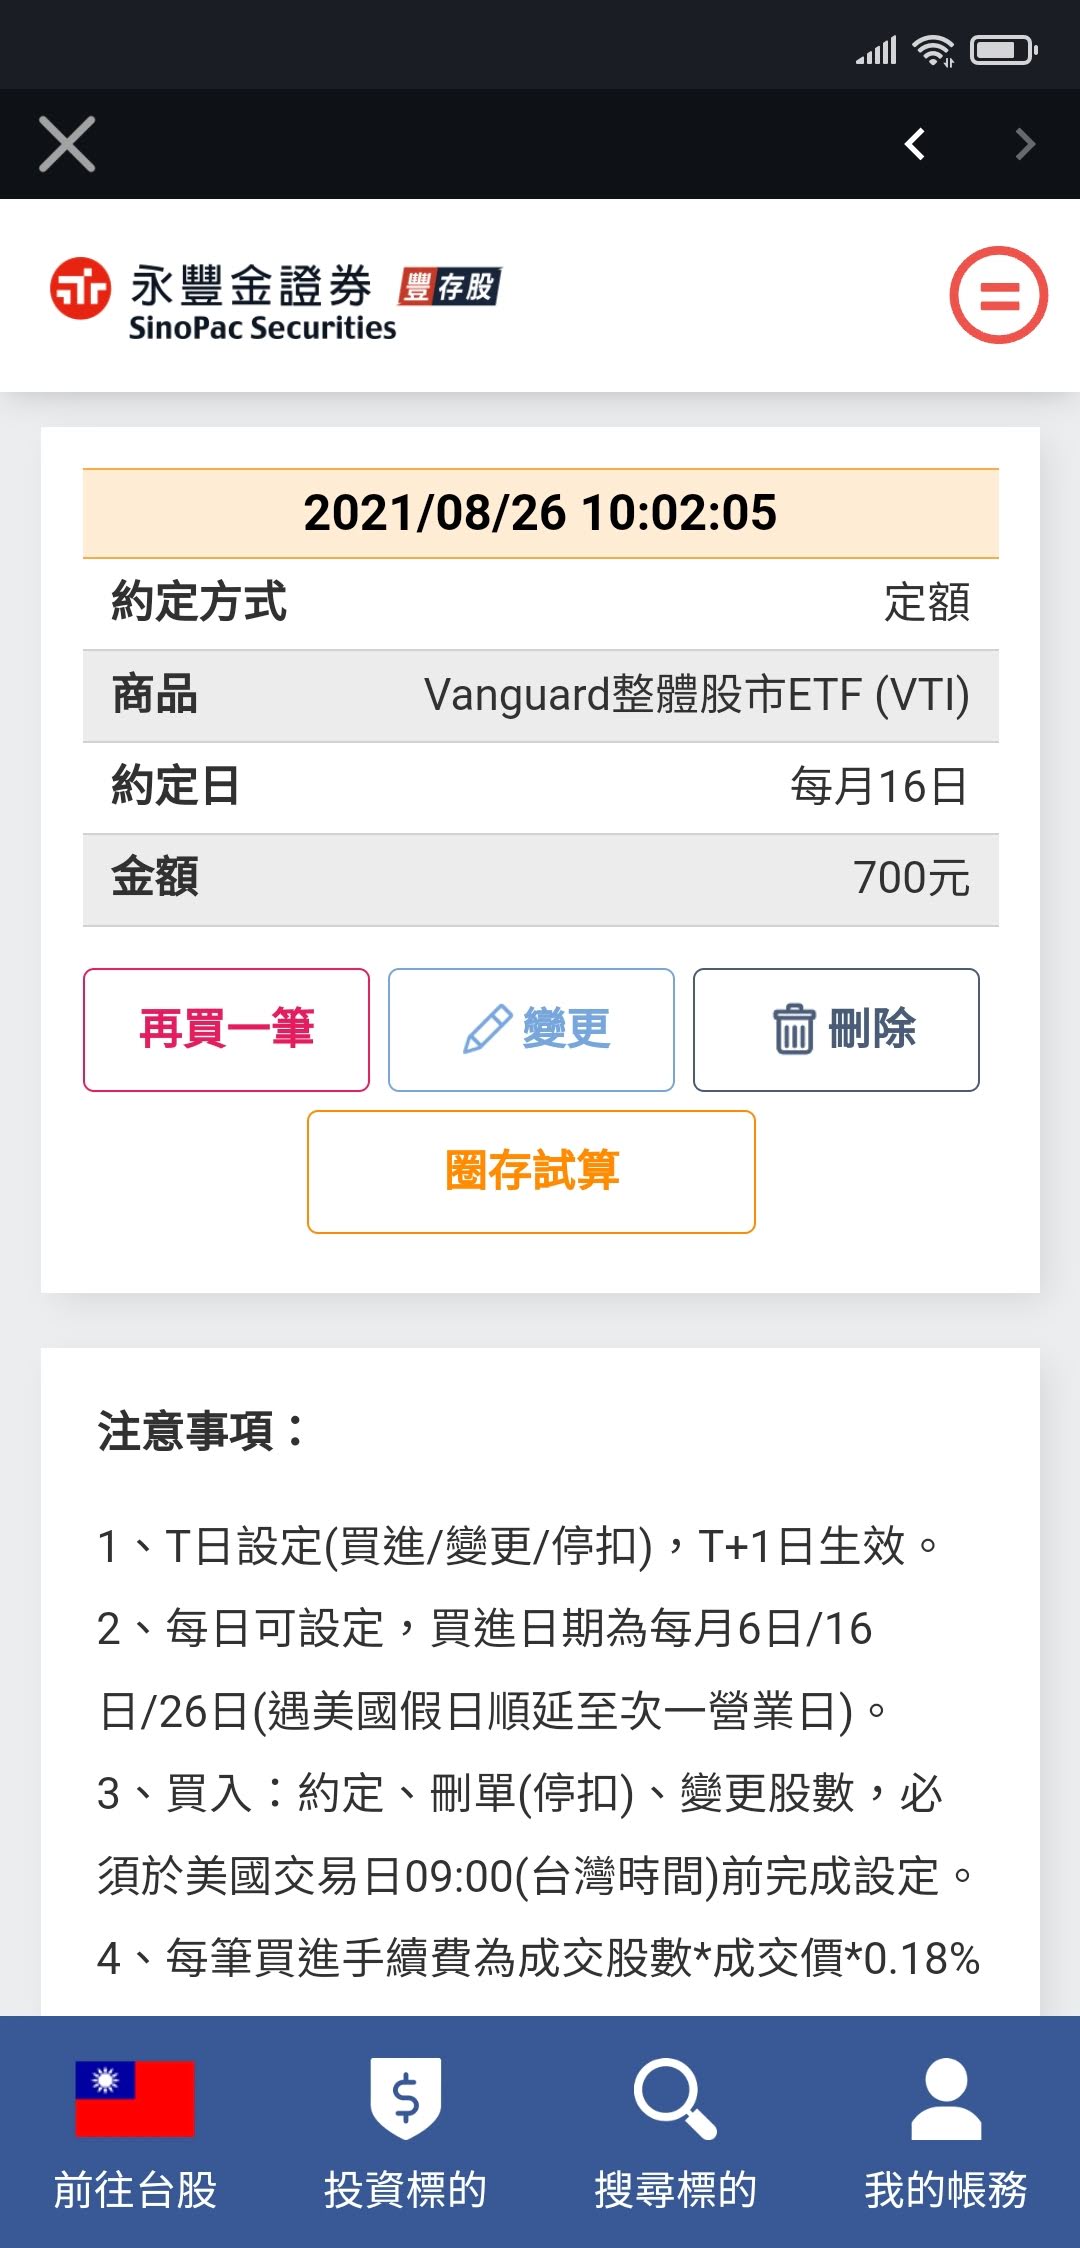 永豐金證券 豐存股
SinoPac Securities
2021/08/26 10:02:05
約定方式 定額
商品 Vanguard整體股市ETF (VTI)
約定日 每月16日
金額 700元
再買一筆 變更 刪除
圈存試算
注意事項：
1、T日設定(買進/變更/停扣)，T+1日生效。
2、每日可設定，買進日期為每月6日/16
日/26日(遇美國假日順延至次一營業日)。
3、買入：約定、刪單(停扣)、變更股數，必
須於美國交易日09:00(台灣時間)前完成設定。
4、每筆買進手續費為成交股數*成交價*0.18%
前往台股 投資標的 搜尋標的 我的帳務